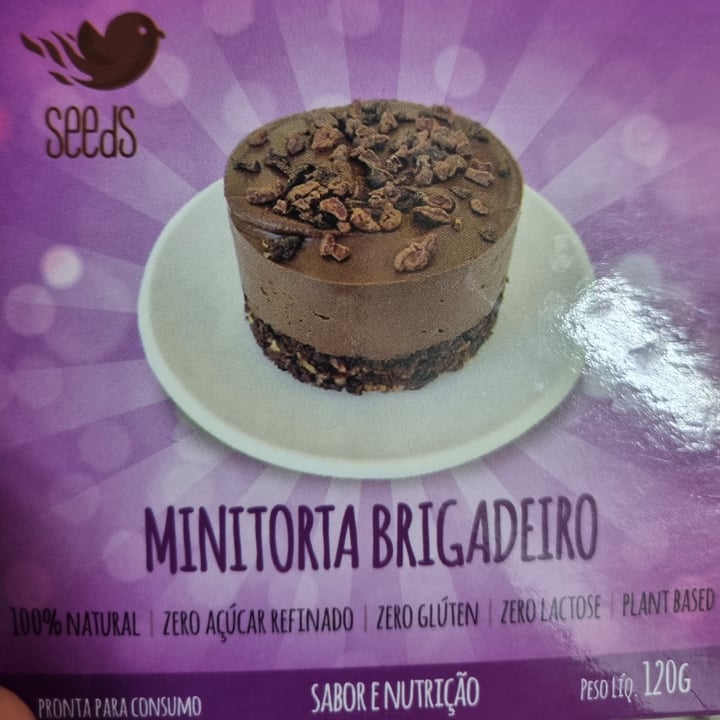 seeds
MINITORTA BRIGADEIRO
100% NATURAL | ZERO AÇÚCAR REFINADO | ZERO GLÚTEN | ZERO LACTOSE | PLANT BASED
PRONTA PARA CONSUMO SABOR E NUTRIÇÃO PESO LÍQ. 120G